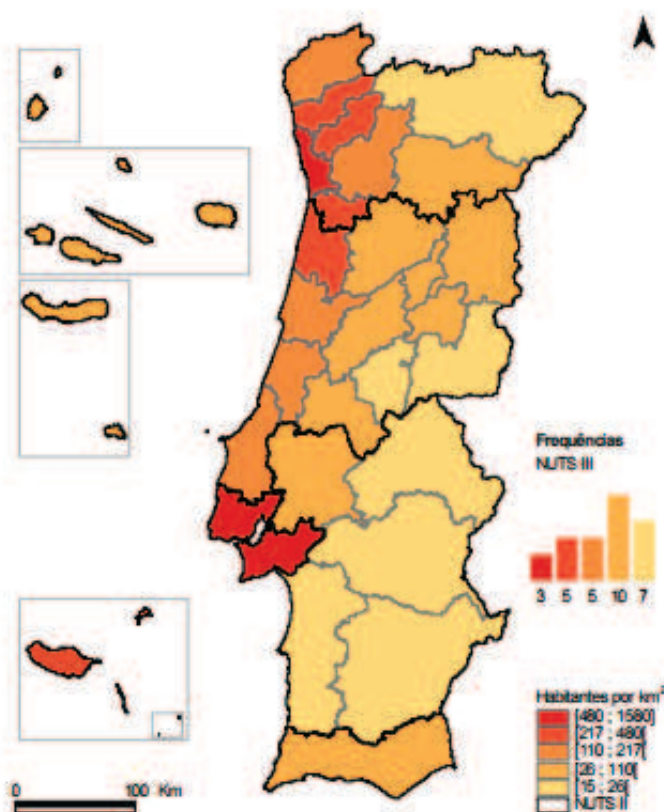 Frequências
NUTS III
3 5 5 10 7
Habitantes por km²
[480 ; 1580]
[217 ; 480[
[110 ; 217[
[26 ; 110[
[15 ; 26[
NUTS II
0 100 Km